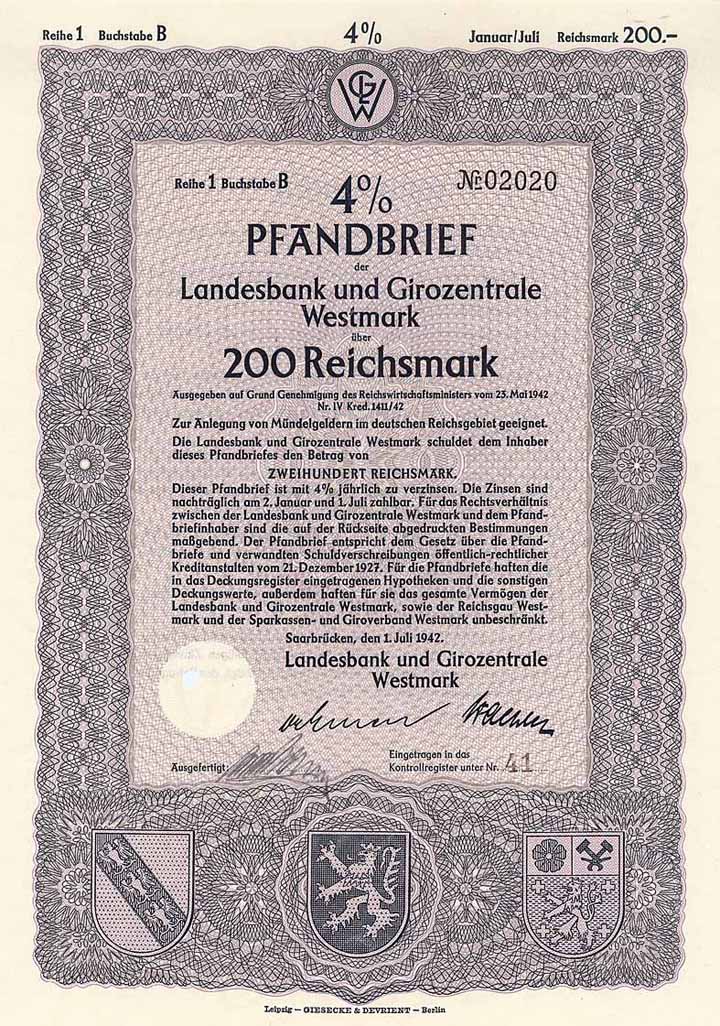 Reihe 1 Buchstabe B 4% Januar/Juli Reichsmark 200.-
GLW
Reihe 1 Buchstabe B 4% № 02020
PFANDBRIEF
der
Landesbank und Girozentrale
Westmark
über
200 Reichsmark
Ausgegeben auf Grund Genehmigung des Reichswirtschaftsministers vom 23. Mai 1942
Nr. IV Kred. 1411/42
Zur Anlegung von Mündelgeldern im deutschen Reichsgebiet geeignet.
Die Landesbank und Girozentrale Westmark schuldet dem Inhaber
dieses Pfandbriefes den Betrag von
ZWEIHUNDERT REICHSMARK.
Dieser Pfandbrief ist mit 4% jährlich zu verzinsen. Die Zinsen sind
nachträglich am 2. Januar und 1. Juli zahlbar. Für das Rechtsverhältnis
zwischen der Landesbank und Girozentrale Westmark und dem Pfand-
briefinhaber sind die auf der Rückseite abgedruckten Bestimmungen
maßgebend. Der Pfandbrief entspricht dem Gesetz über die Pfand-
briefe und verwandten Schuldverschreibungen öffentlich-rechtlicher
Kreditanstalten vom 21. Dezember 1927. Für die Pfandbriefe haften die
in das Deckungsregister eingetragenen Hypotheken und die sonstigen
Deckungswerte, außerdem haften für sie das gesamte Vermögen der
Landesbank und Girozentrale Westmark, sowie der Reichsgau West-
mark und der Sparkassen- und Giroverband Westmark unbeschränkt.
Saarbrücken, den 1. Juli 1942.
Landesbank und Girozentrale
Westmark
Ausgefertigt:
Eingetragen in das
Kontrollregister unter Nr. 41
Leipzig — GIESECKE & DEVRIENT — Berlin